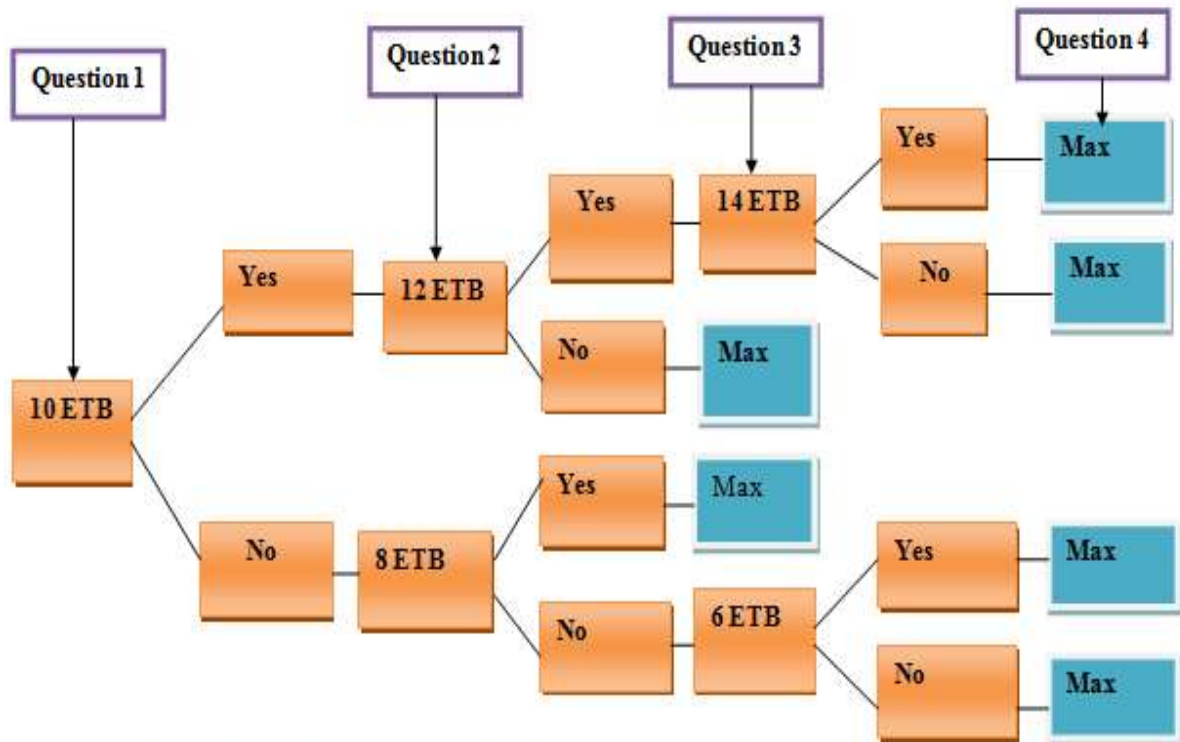 Question 1
Question 2
Question 3
Question 4
Yes
Max
Yes
14 ETB
Yes
12 ETB
No
Max
No
Max
10 ETB
Yes
Max
No
8 ETB
Yes
Max
No
6 ETB
No
Max